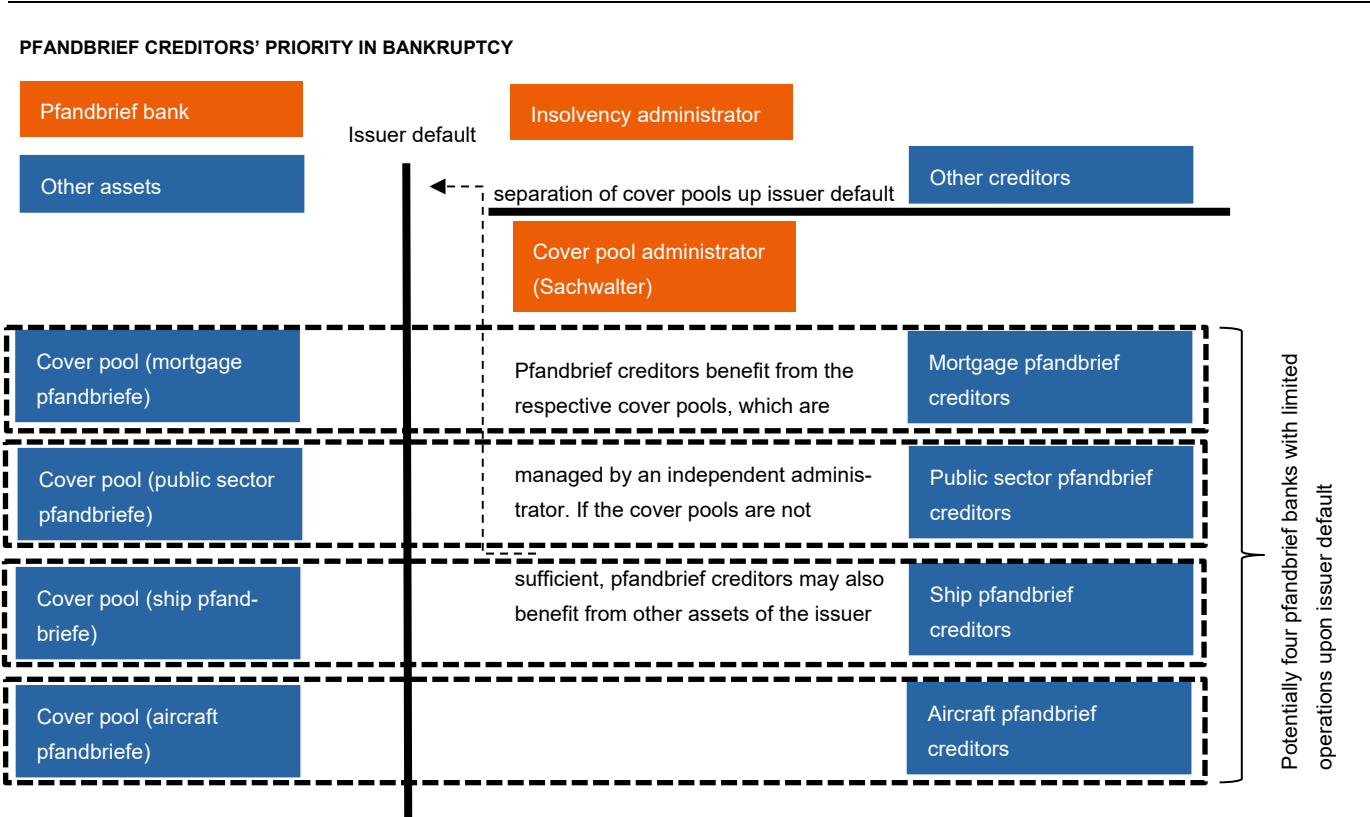 PFANDBRIEF CREDITORS' PRIORITY IN BANKRUPTCY
Pfandbrief bank
Insolvency administrator
Issuer default
Other assets
separation of cover pools up issuer default
Other creditors
Cover pool administrator
(Sachwalter)
Cover pool (mortgage
pfandbriefe)
Pfandbrief creditors benefit from the
respective cover pools, which are
Mortgage pfandbrief
creditors
Cover pool (public sector
pfandbriefe)
managed by an independent adminis-
trator. If the cover pools are not
Public sector pfandbrief
creditors
Cover pool (ship pfand-
briefe)
sufficient, pfandbrief creditors may also
benefit from other assets of the issuer
Ship pfandbrief
creditors
Cover pool (aircraft
pfandbriefe)
Aircraft pfandbrief
creditors
Potentially four pfandbrief banks with limited
operations upon issuer default